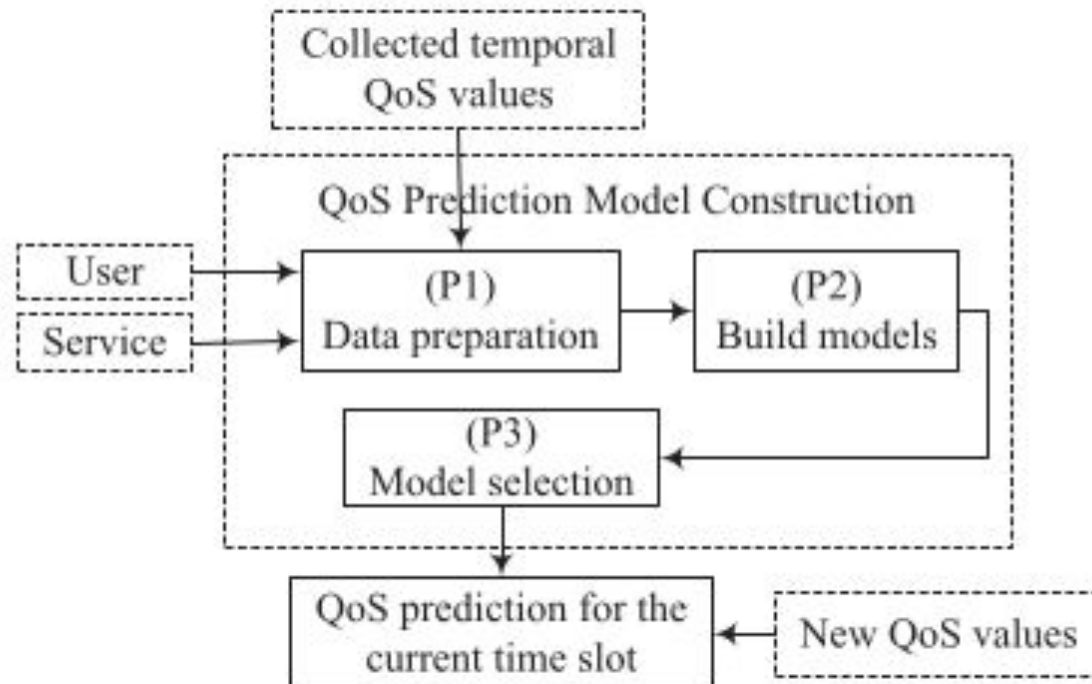 Collected temporal
QoS values
QoS Prediction Model Construction
User
Service
(P1)
Data preparation
(P2)
Build models
(P3)
Model selection
QoS prediction for the
current time slot
New QoS values